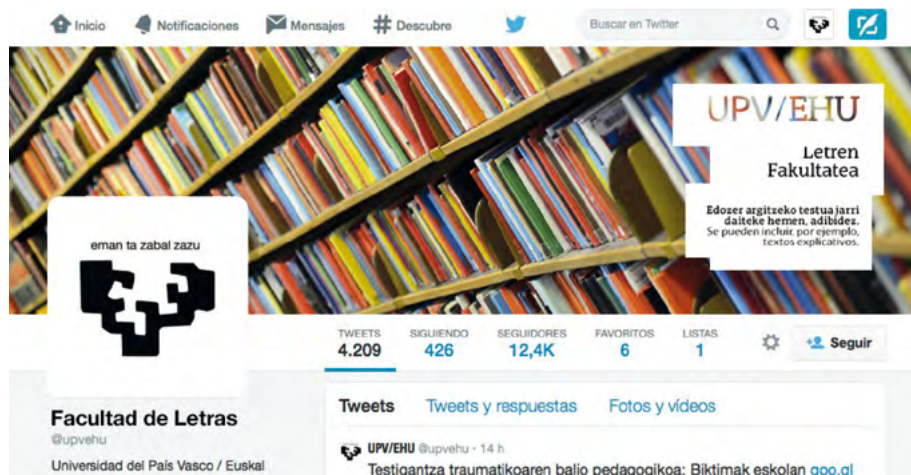 Inicio
Notificaciones
Mensajes
Descubre
Buscar en Twitter
UPV/EHU
Letren
Fakultatea
Edozer argitzeko testua jarri
daiteke hemen, adibidez.
Se pueden incluir, por ejemplo,
textos explicativos.
eman ta zabal zazu
TWEETS
4.209
SIGUIENDO
426
SEGUIDORES
12,4K
FAVORITOS
6
LISTAS
1
Seguir
Facultad de Letras
@upvehu
Universidad del País Vasco / Euskal
Tweets Tweets y respuestas Fotos y vídeos
UPV/EHU @upvehu · 14 h
Testigantza traumatikoaren balio pedagogikoa: Biktimak eskolan goo.gl